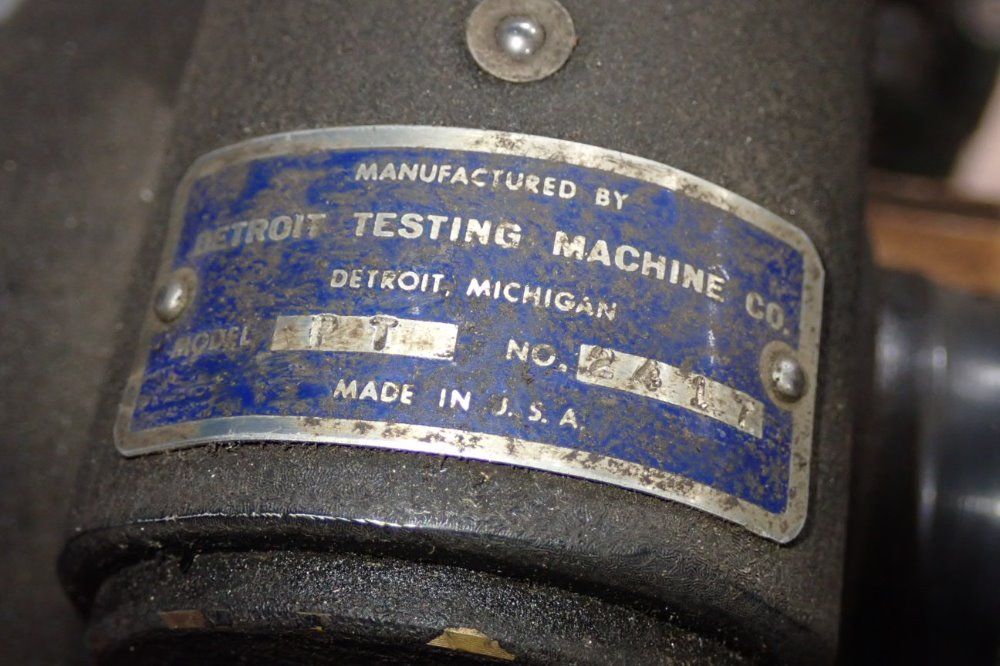 MANUFACTURED BY
DETROIT TESTING MACHINE CO.
DETROIT, MICHIGAN
MODEL PT NO. 2417
MADE IN U.S.A